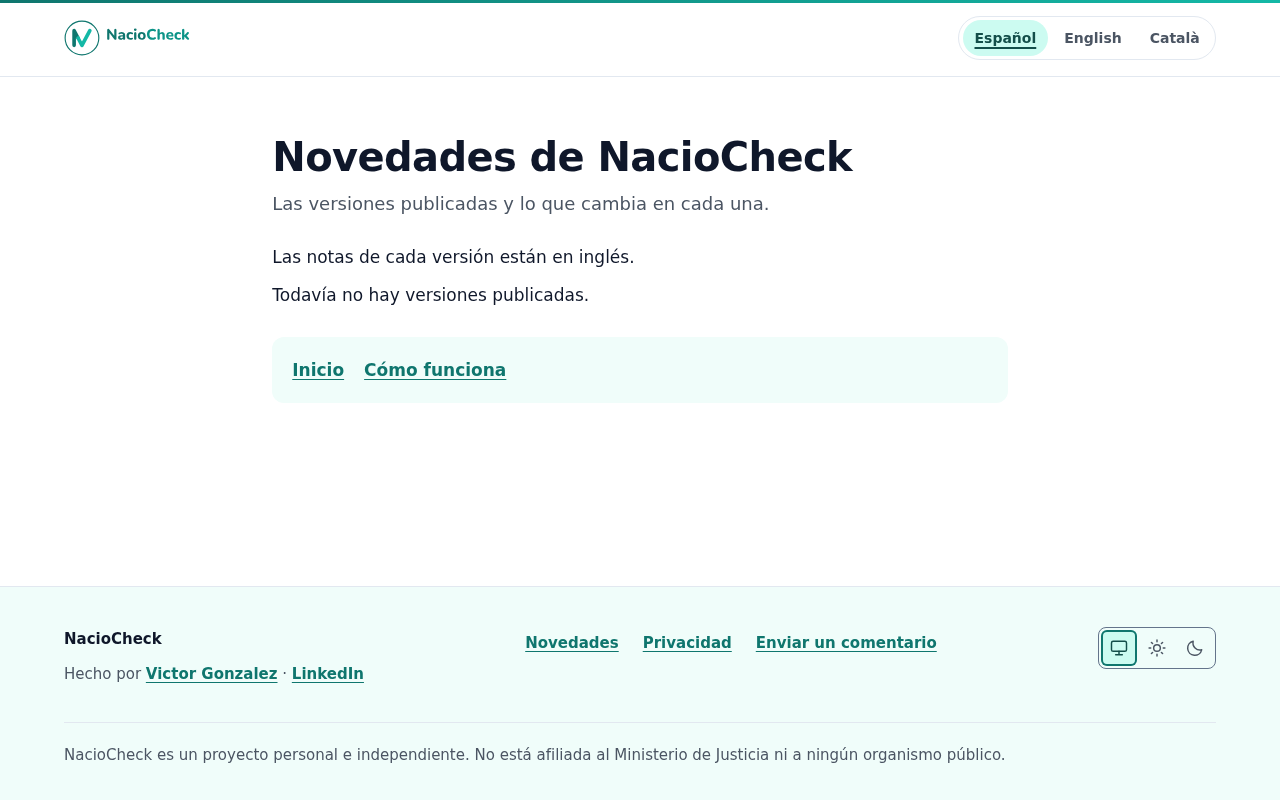 NacioCheck
Español English Català
Novedades de NacioCheck
Las versiones publicadas y lo que cambia en cada una.
Las notas de cada versión están en inglés.
Todavía no hay versiones publicadas.
Inicio Cómo funciona
NacioCheck
Hecho por Victor Gonzalez · LinkedIn
Novedades Privacidad Enviar un comentario
NacioCheck es un proyecto personal e independiente. No está afiliada al Ministerio de Justicia ni a ningún organismo público.